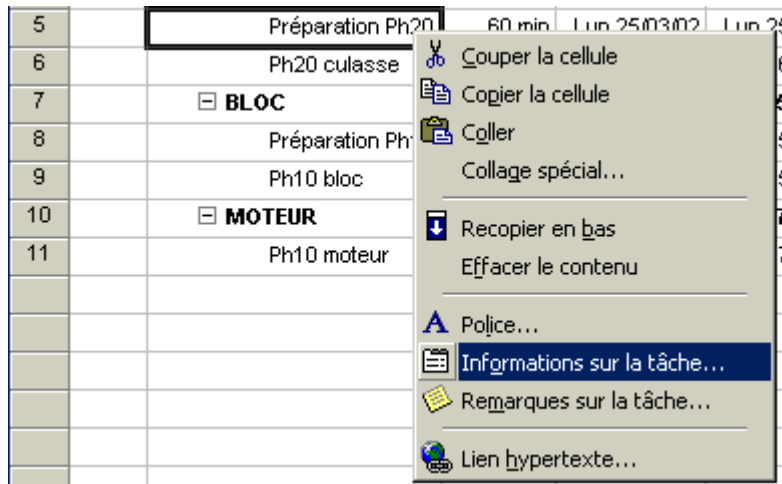 5 Préparation Ph20 60 min Lun 25/03/02 Lun
6 Ph20 culasse
7 BLOC
8 Préparation Ph
9 Ph10 bloc
10 MOTEUR
11 Ph10 moteur
Couper la cellule
Copier la cellule
Coller
Collage spécial...
Recopier en bas
Effacer le contenu
Police...
Informations sur la tâche...
Remarques sur la tâche...
Lien hypertexte...